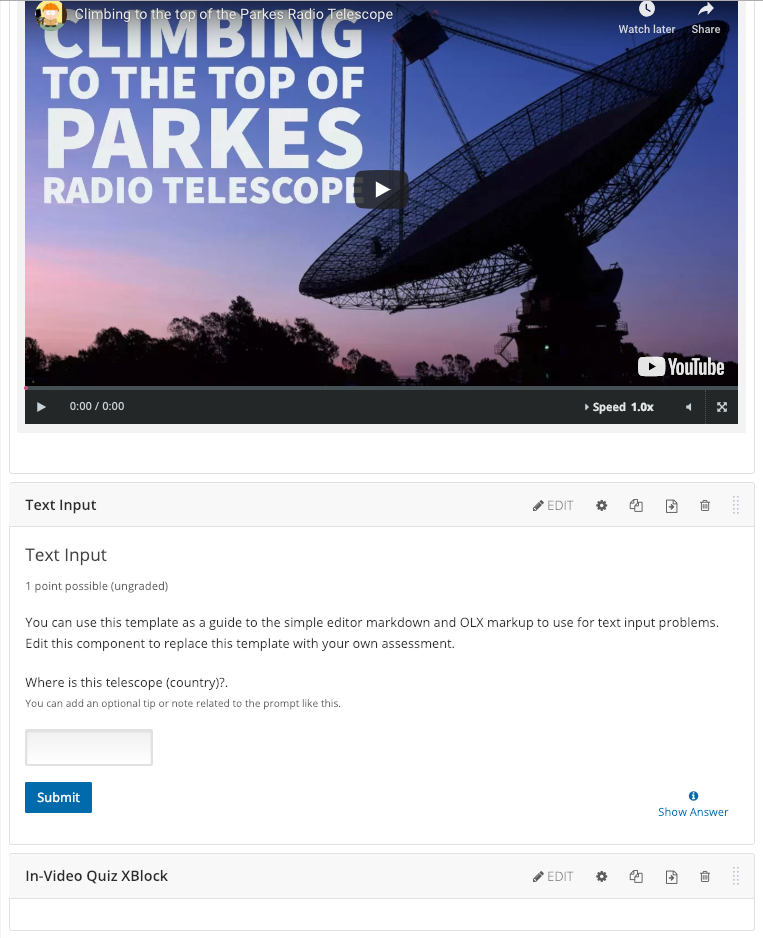 Climbing to the top of the Parkes Radio Telescope
Watch later
Share
CLIMBING
TO THE TOP OF
PARKES
RADIO TELESCOPE
YouTube
0:00 / 0:00
Speed 1.0x
Text Input
EDIT
Text Input
1 point possible (ungraded)
You can use this template as a guide to the simple editor markdown and OLX markup to use for text input problems.
Edit this component to replace this template with your own assessment.
Where is this telescope (country)?.
You can add an optional tip or note related to the prompt like this.
Submit
Show Answer
In-Video Quiz XBlock
EDIT